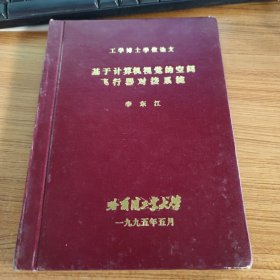 工学博士学位论文
基于计算机视觉的空间
飞行器对接系统
李东江
哈尔滨工业大学
一九九五年五月